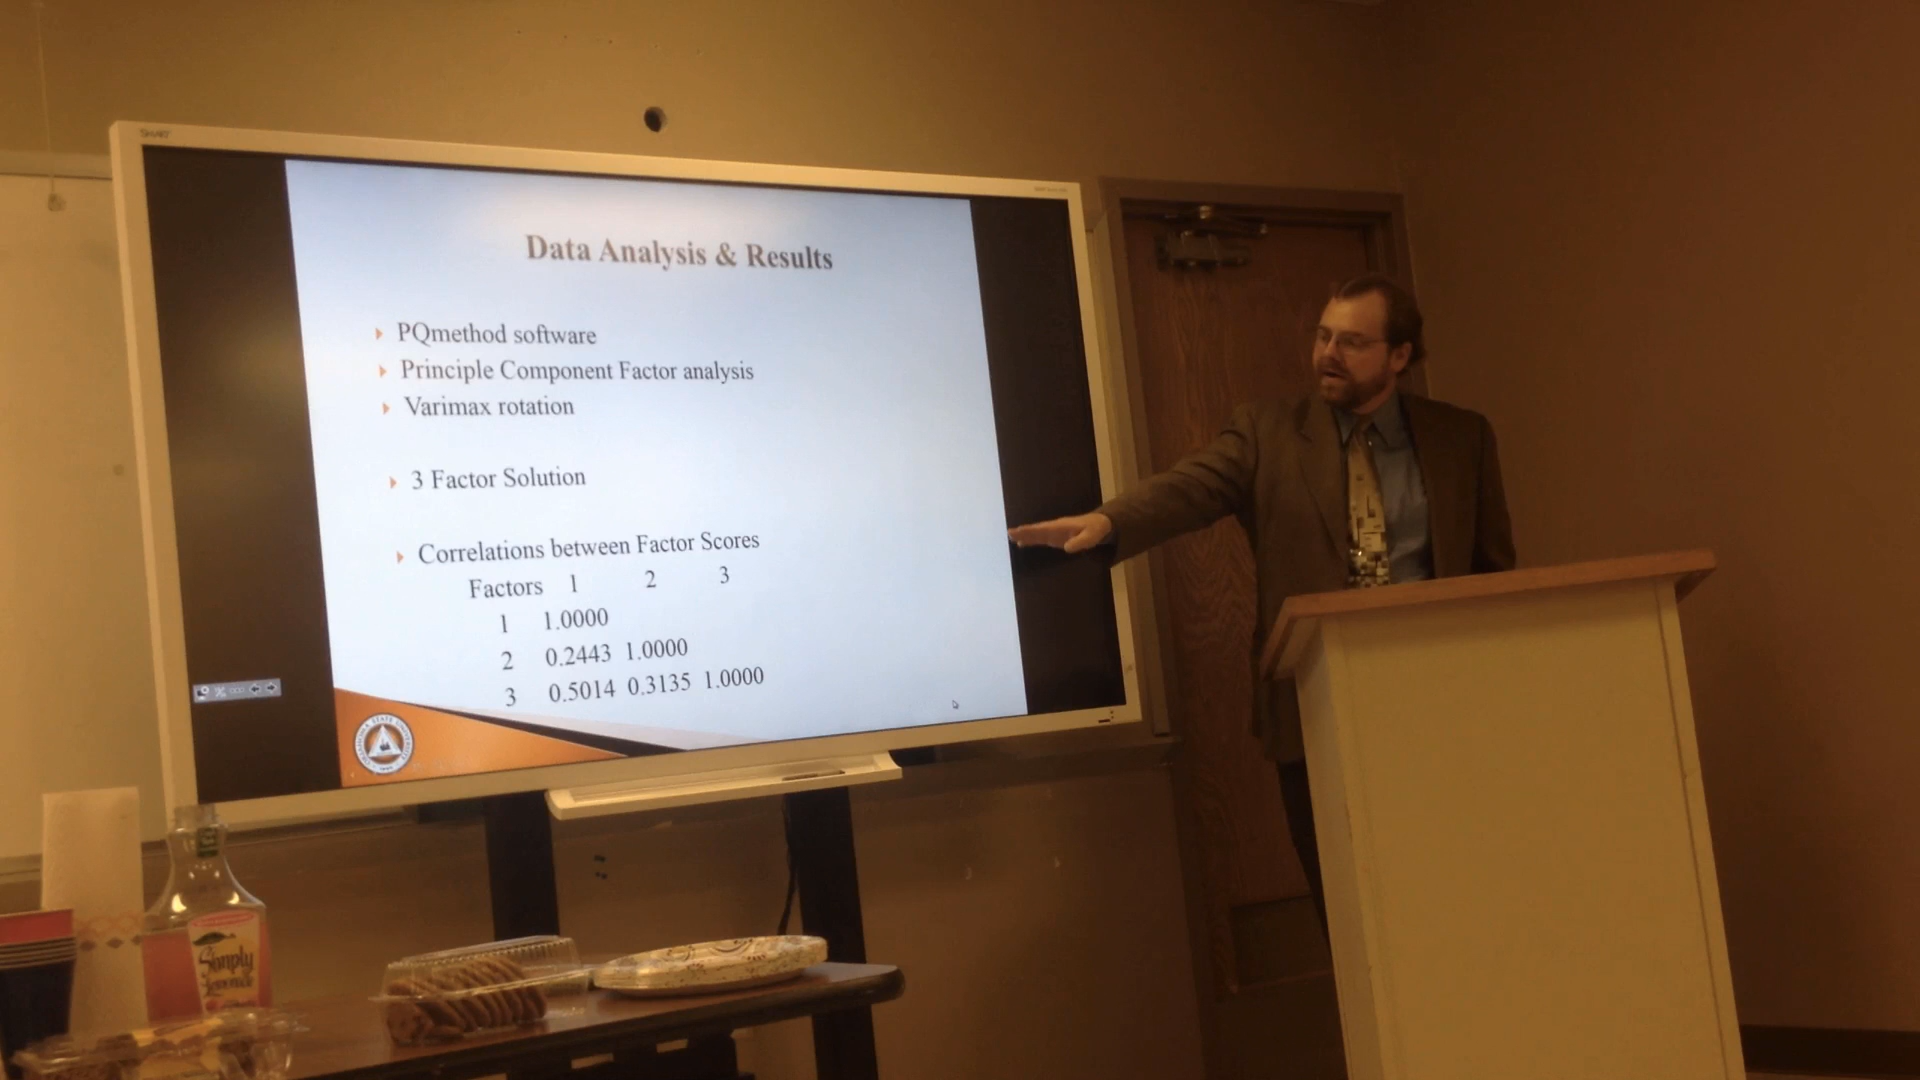 SMART
Data Analysis & Results
PQmethod software
Principle Component Factor analysis
Varimax rotation
3 Factor Solution
Correlations between Factor Scores
Factors 1 2 3
1 1.0000
2 0.2443 1.0000
3 0.5014 0.3135 1.0000
Simply
Lemonade